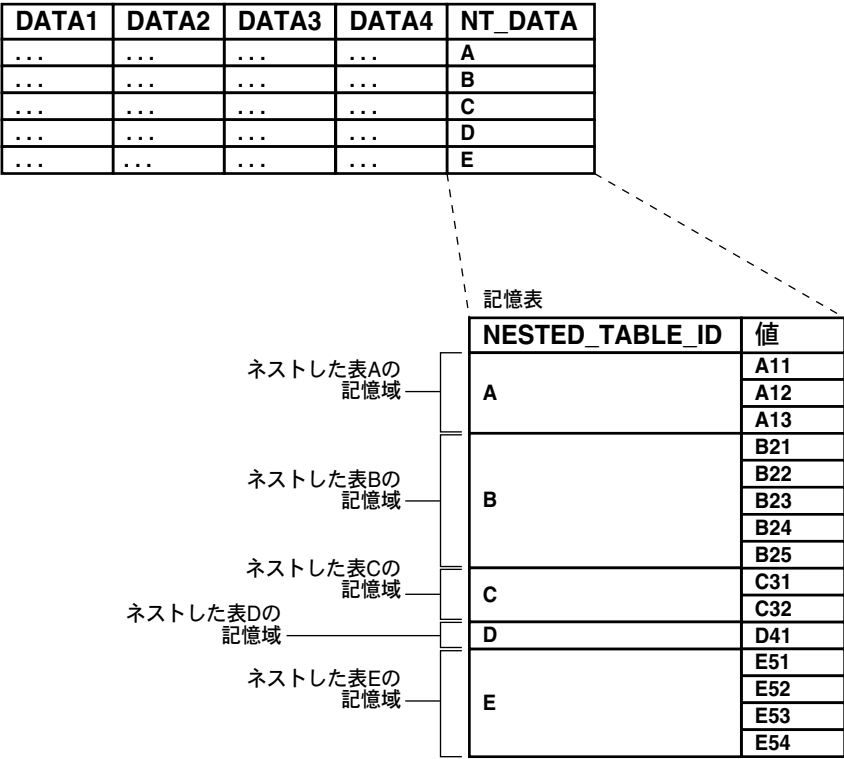 DATA1 DATA2 DATA3 DATA4 NT_DATA
... ... ... ... A
... ... ... ... B
... ... ... ... C
... ... ... ... D
... ... ... ... E
記憶表
NESTED_TABLE_ID 値
ネストした表Aの
記憶域
A
A11
A12
A13
ネストした表Bの
記憶域
B
B21
B22
B23
B24
B25
ネストした表Cの
記憶域
C
C31
C32
ネストした表Dの
記憶域
D
D41
ネストした表Eの
記憶域
E
E51
E52
E53
E54